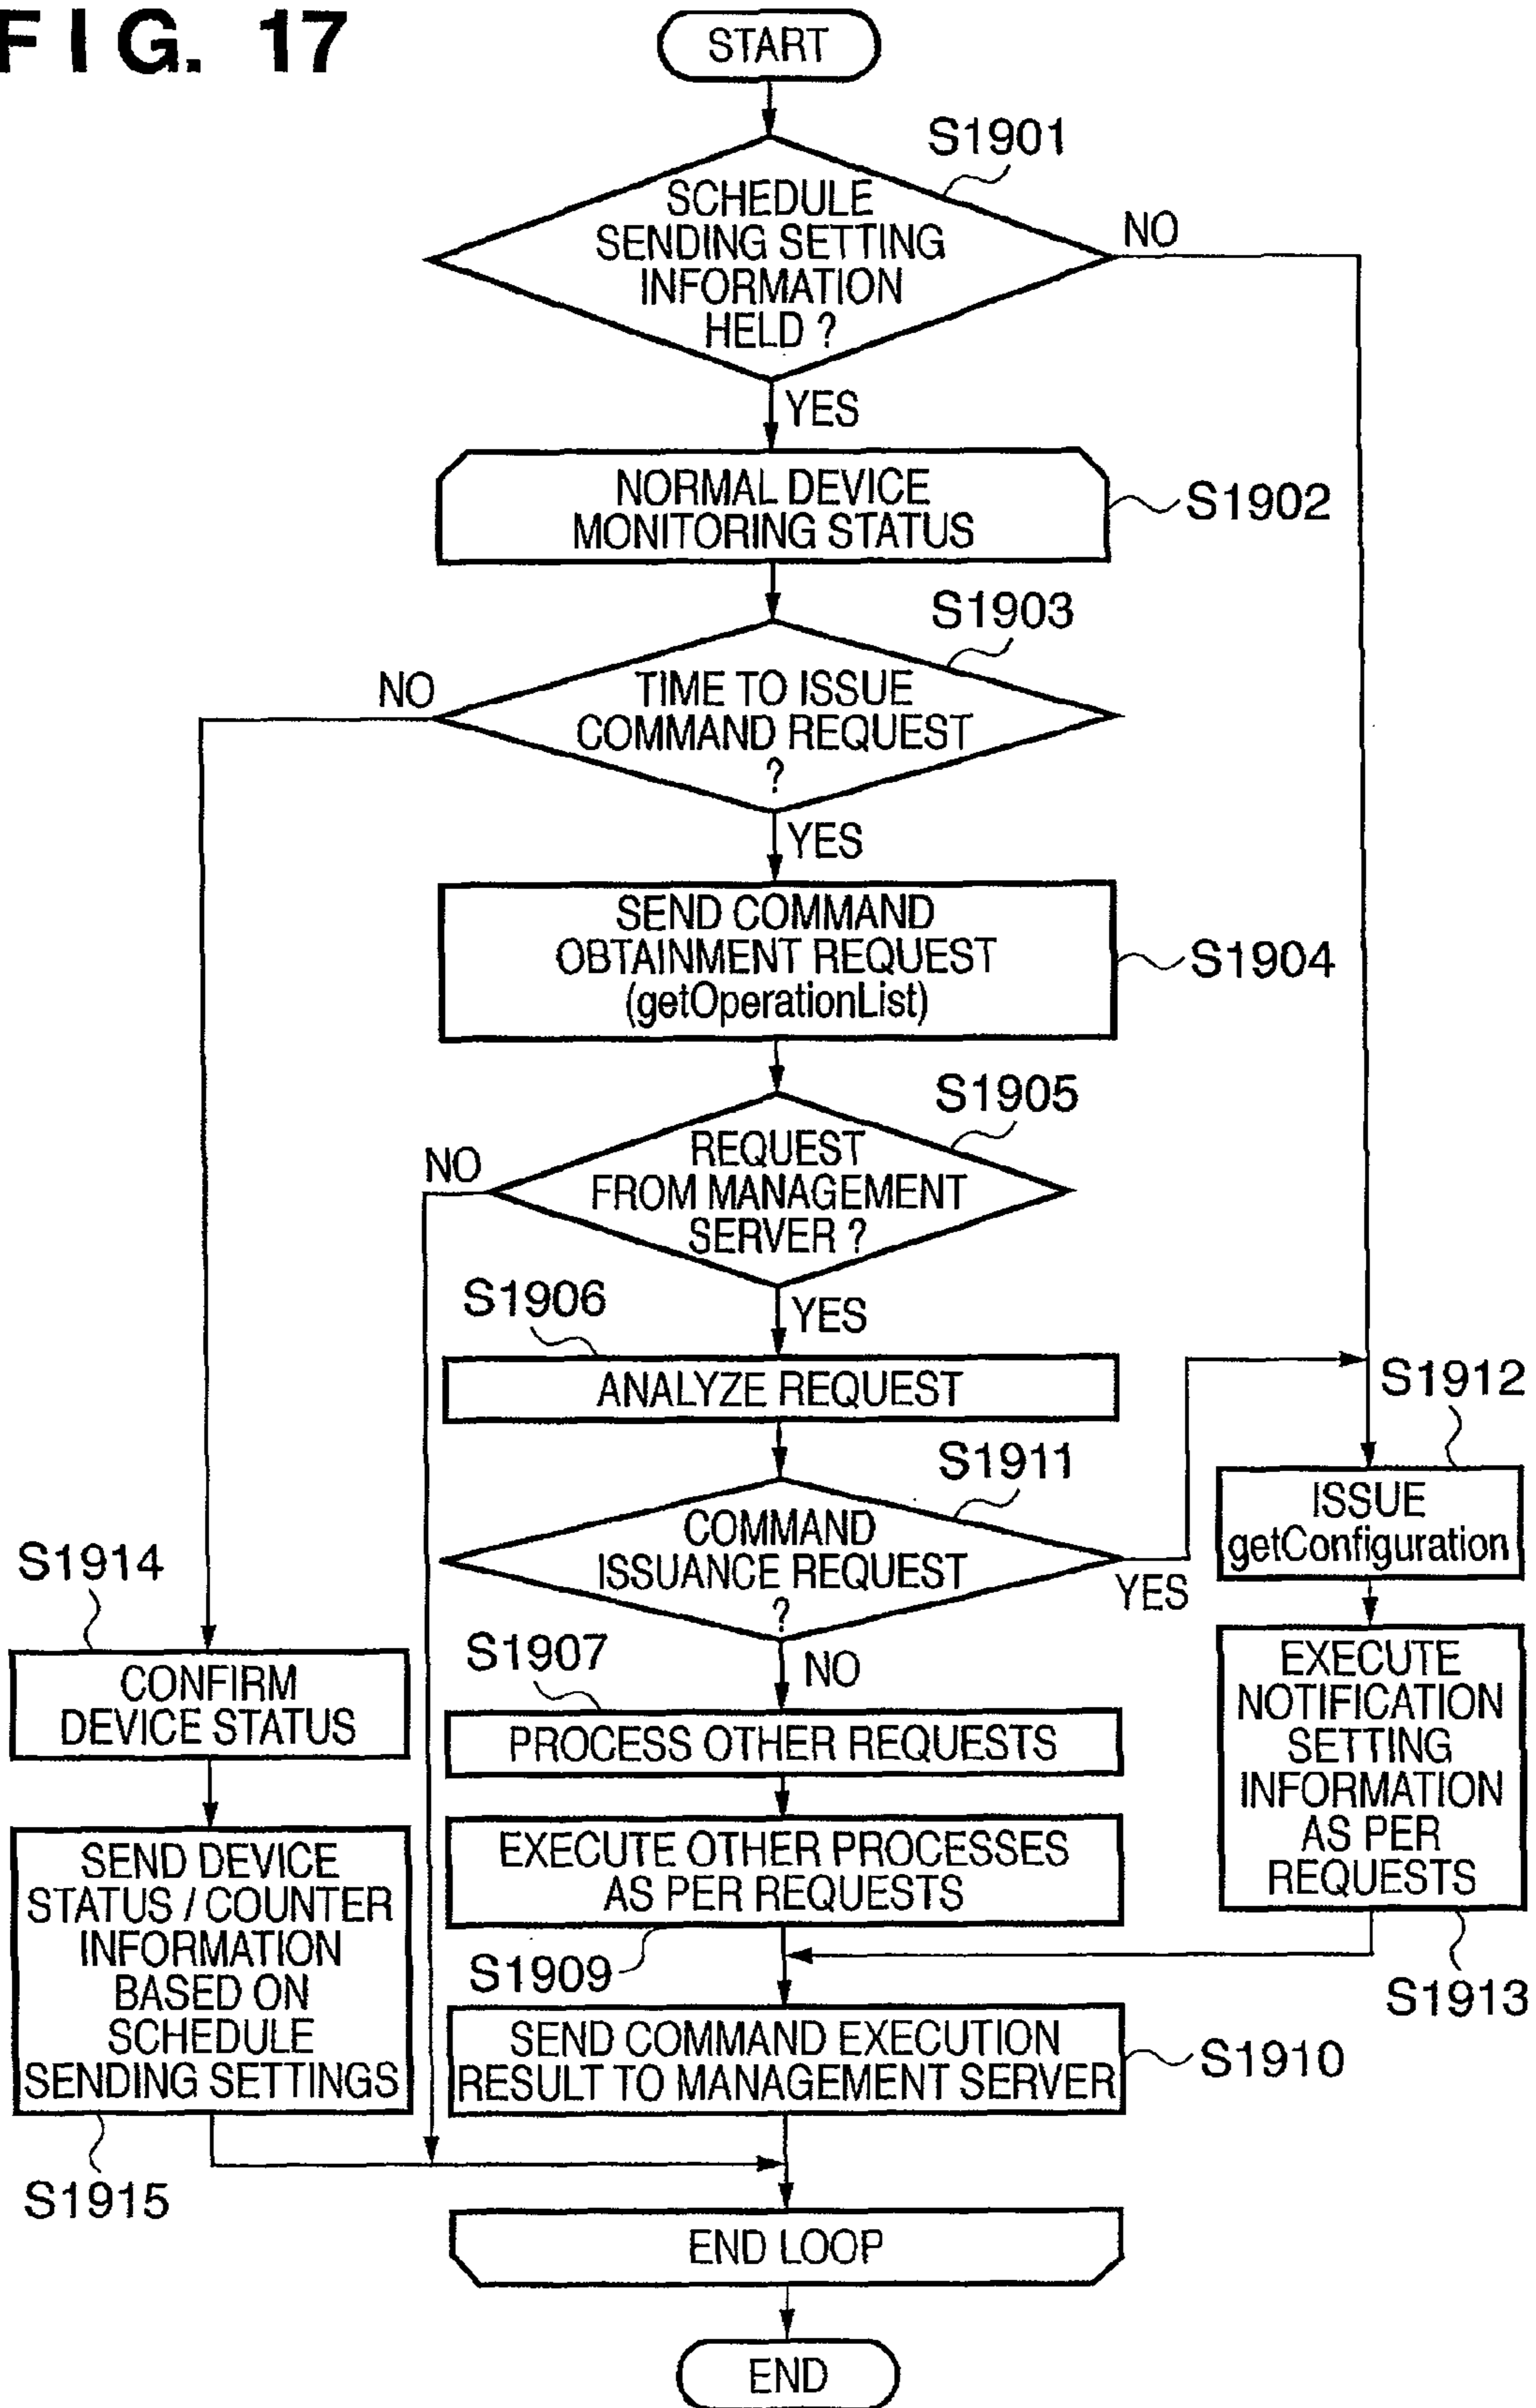 FIG. 17
START
S1901
SCHEDULE
SENDING SETTING
INFORMATION
HELD ?
NO
YES
NORMAL DEVICE
MONITORING STATUS
S1902
S1903
NO
TIME TO ISSUE
COMMAND REQUEST
?
YES
SEND COMMAND
OBTAINMENT REQUEST
(getOperationList)
S1904
S1905
NO
REQUEST
FROM MANAGEMENT
SERVER ?
S1906
YES
ANALYZE REQUEST
S1912
S1911
COMMAND
ISSUANCE REQUEST
?
YES
ISSUE
getConfiguration
S1914
CONFIRM
DEVICE STATUS
S1907
NO
PROCESS OTHER REQUESTS
EXECUTE
NOTIFICATION
SETTING
INFORMATION
AS PER
REQUESTS
S1913
SEND DEVICE
STATUS / COUNTER
INFORMATION
BASED ON
SCHEDULE
SENDING SETTINGS
S1915
EXECUTE OTHER PROCESSES
AS PER REQUESTS
S1909
SEND COMMAND EXECUTION
RESULT TO MANAGEMENT SERVER
S1910
END LOOP
END